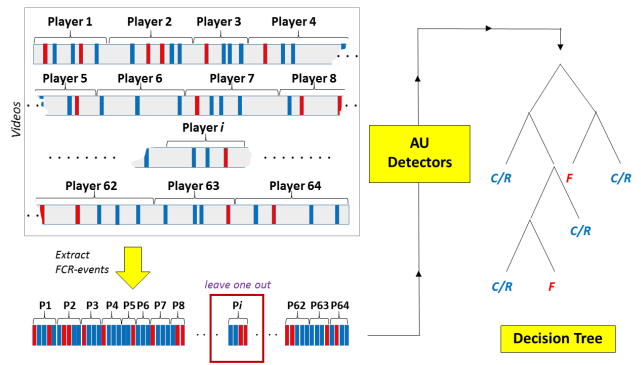 Player 1 Player 2 Player 3 Player 4
Player 5 Player 6 Player 7 Player 8
Player i
Player 62 Player 63 Player 64
Videos
Extract
FCR-events
leave one out
P1 P2 P3 P4 P5 P6 P7 P8 Pi P62 P63 P64
AU
Detectors
C/R F C/R
C/R
C/R F
Decision Tree